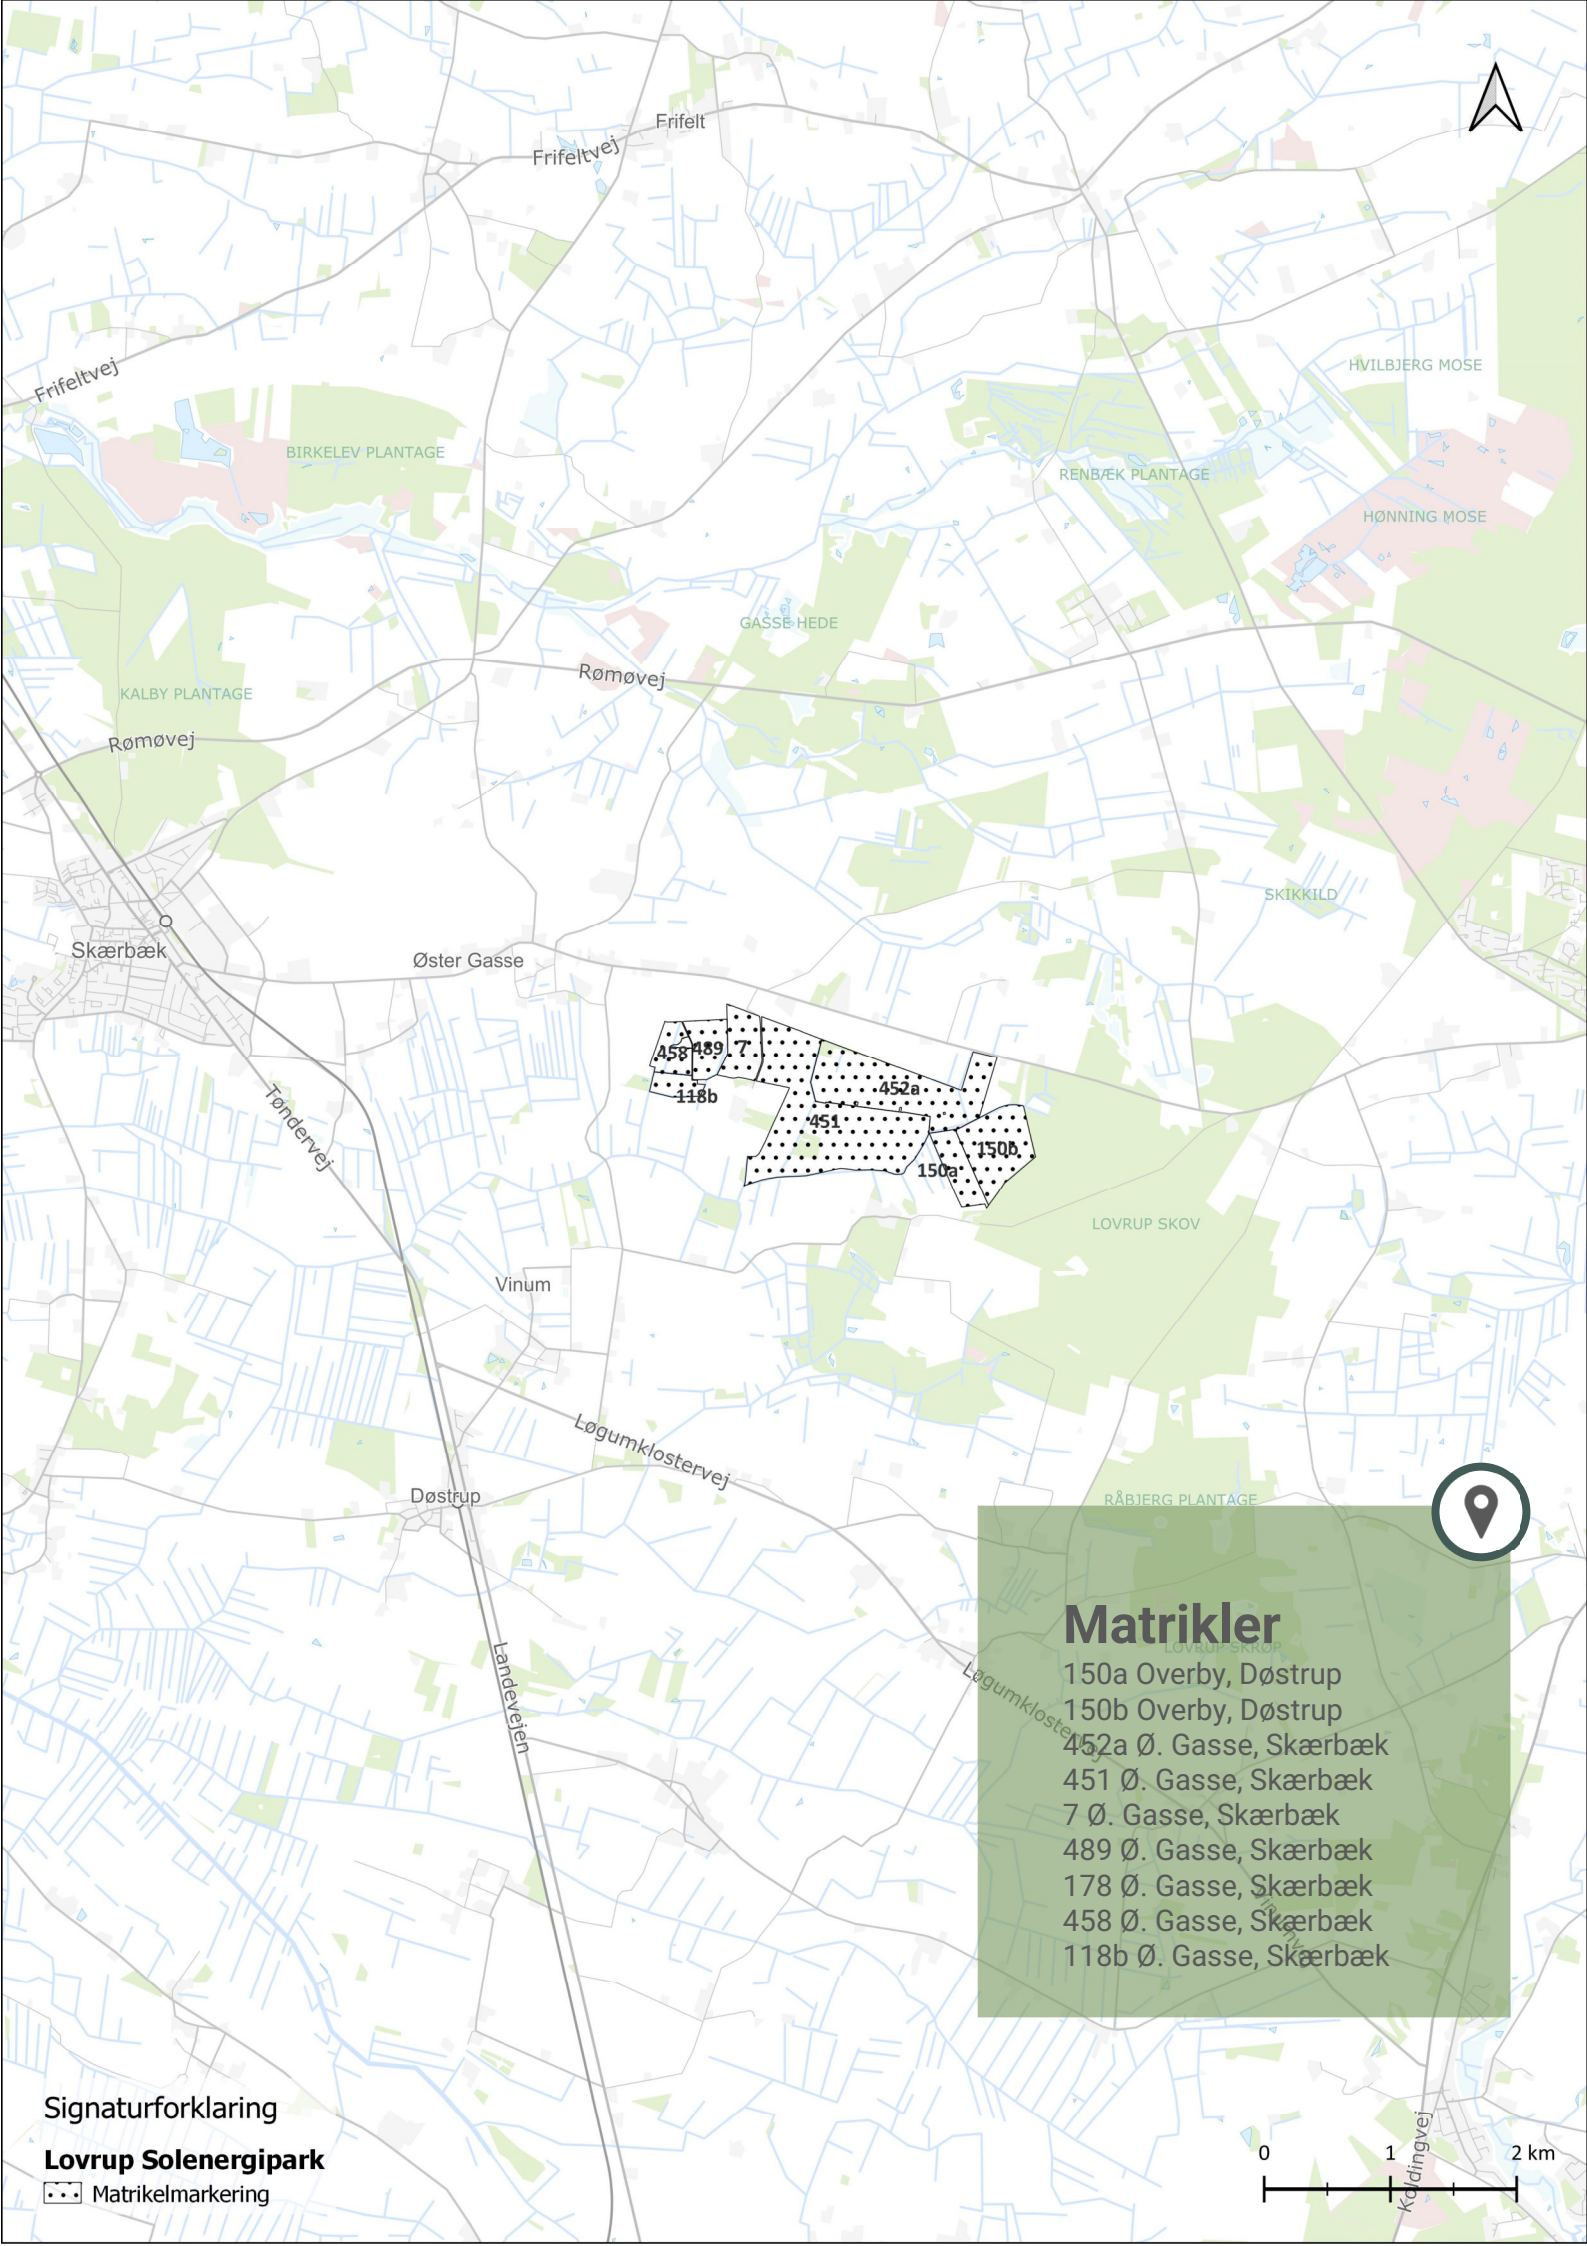 Frifelt
Frifeltvej
Frifeltvej
HVILBJERG MOSE
BIRKELEV PLANTAGE
RENBÆK PLANTAGE
HØNNING MOSE
GASSE HEDE
Rømøvej
KALBY PLANTAGE
Rømøvej
SKIKKILD
Skærbæk
Øster Gasse
458
489
7
452a
118b
451
150b
150a
Tøndervej
LOVRUP SKOV
Vinum
Løgumklostervej
Døstrup
RÅBJERG PLANTAGE
Matrikler
LOVRUP SKRØP
150a Overby, Døstrup
150b Overby, Døstrup
452a Ø. Gasse, Skærbæk
451 Ø. Gasse, Skærbæk
7 Ø. Gasse, Skærbæk
489 Ø. Gasse, Skærbæk
178 Ø. Gasse, Skærbæk
458 Ø. Gasse, Skærbæk
118b Ø. Gasse, Skærbæk
Løgumklostervej
Landevejen
Signaturforklaring
Lovrup Solenergipark
Matrikelmarkering
0 1 2 km
Koldingvej